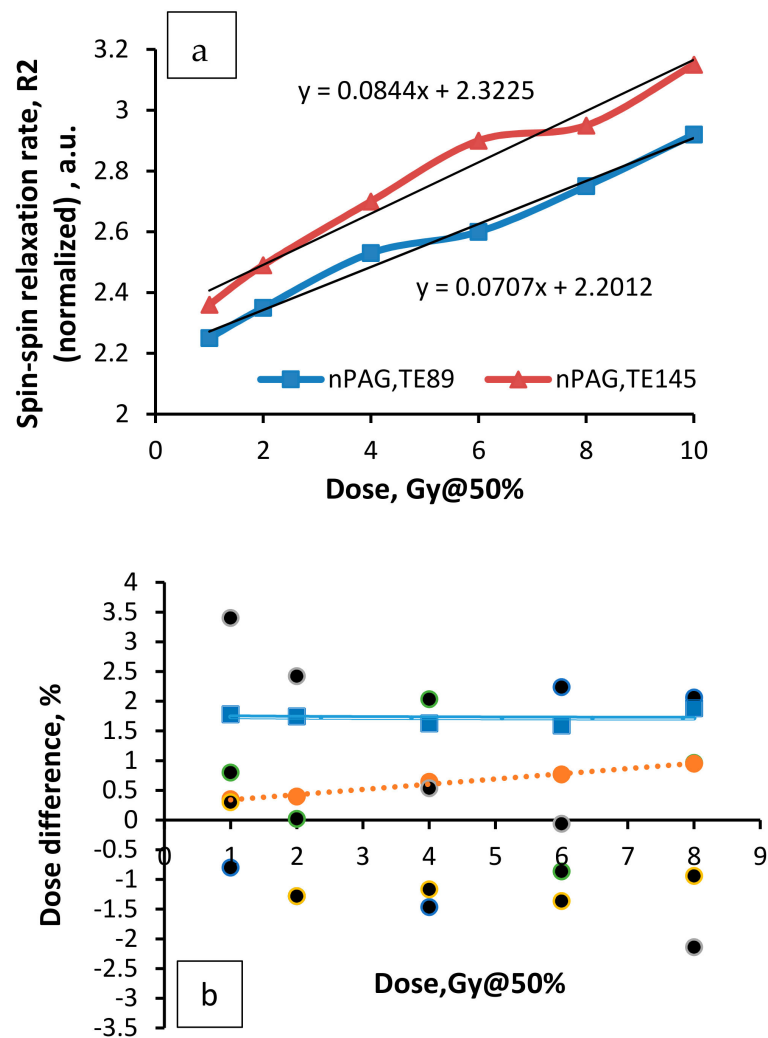 a
Spin-spin relaxation rate, R2
(normalized) , a.u.
3.2
3
2.8
2.6
2.4
2.2
2
y = 0.0844x + 2.3225
y = 0.0707x + 2.2012
nPAG,TE89 nPAG,TE145
0 2 4 6 8 10
Dose, Gy@50%
Dose difference, %
4
3.5
3
2.5
2
1.5
1
0.5
0
-0.5
-1
-1.5
-2
-2.5
-3
-3.5
0 1 2 3 4 5 6 7 8 9
Dose,Gy@50%
b